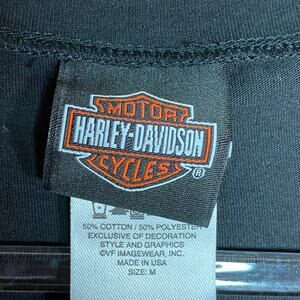 MOTOR
HARLEY-DAVIDSON
CYCLES
®
50% COTTON / 50% POLYESTER
EXCLUSIVE OF DECORATION
STYLE AND GRAPHICS
©VF IMAGEWEAR, INC.
MADE IN USA
SIZE: M